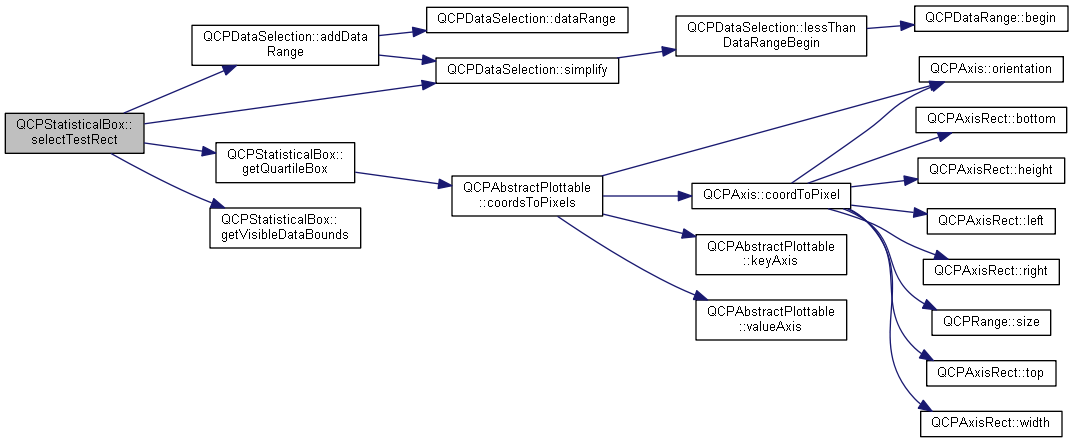 QCPStatisticalBox::
selectTestRect
QCPDataSelection::addData
Range
QCPDataSelection::dataRange
QCPDataSelection::simplify
QCPDataSelection::lessThan
DataRangeBegin
QCPDataRange::begin
QCPStatisticalBox::
getQuartileBox
QCPStatisticalBox::
getVisibleDataBounds
QCPAbstractPlottable
::coordsToPixels
QCPAxis::coordToPixel
QCPAbstractPlottable
::keyAxis
QCPAbstractPlottable
::valueAxis
QCPAxis::orientation
QCPAxisRect::bottom
QCPAxisRect::height
QCPAxisRect::left
QCPAxisRect::right
QCPRange::size
QCPAxisRect::top
QCPAxisRect::width